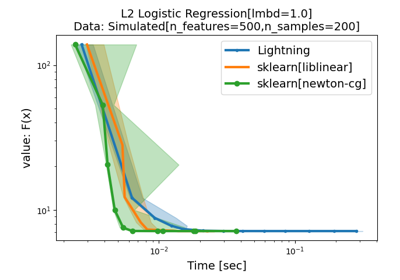 L2 Logistic Regression[lmbd=1.0]
Data: Simulated[n_features=500,n_samples=200]
Lightning
sklearn[liblinear]
sklearn[newton-cg]
value: F(x)
10²
10¹
10⁻²
10⁻¹
Time [sec]